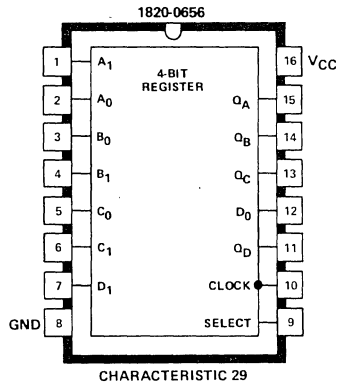 1820-0656
4-BIT
REGISTER
1 A1 16 VCC
2 A0 QA 15
3 B0 QB 14
4 B1 QC 13
5 C0 D0 12
6 C1 QD 11
7 D1 CLOCK 10
GND 8 SELECT 9
CHARACTERISTIC 29